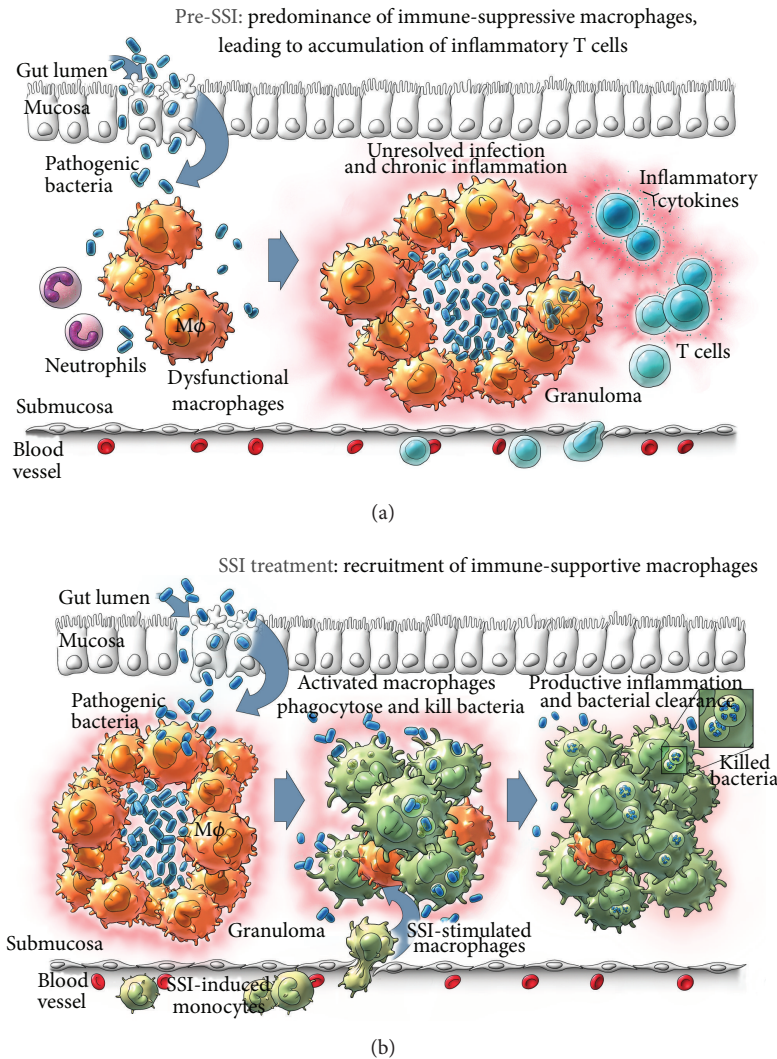 Pre-SSI: predominance of immune-suppressive macrophages,
leading to accumulation of inflammatory T cells
Gut lumen
Mucosa
Pathogenic
bacteria
Unresolved infection
and chronic inflammation
Inflammatory
cytokines
Mϕ
Neutrophils
Dysfunctional
macrophages
T cells
Granuloma
Submucosa
Blood
vessel
(a)
SSI treatment: recruitment of immune-supportive macrophages
Gut lumen
Mucosa
Pathogenic
bacteria
Activated macrophages
phagocytose and kill bacteria
Productive inflammation
and bacterial clearance
Killed
bacteria
Mϕ
Granuloma
SSI-stimulated
macrophages
Submucosa
Blood
vessel
SSI-induced
monocytes
(b)